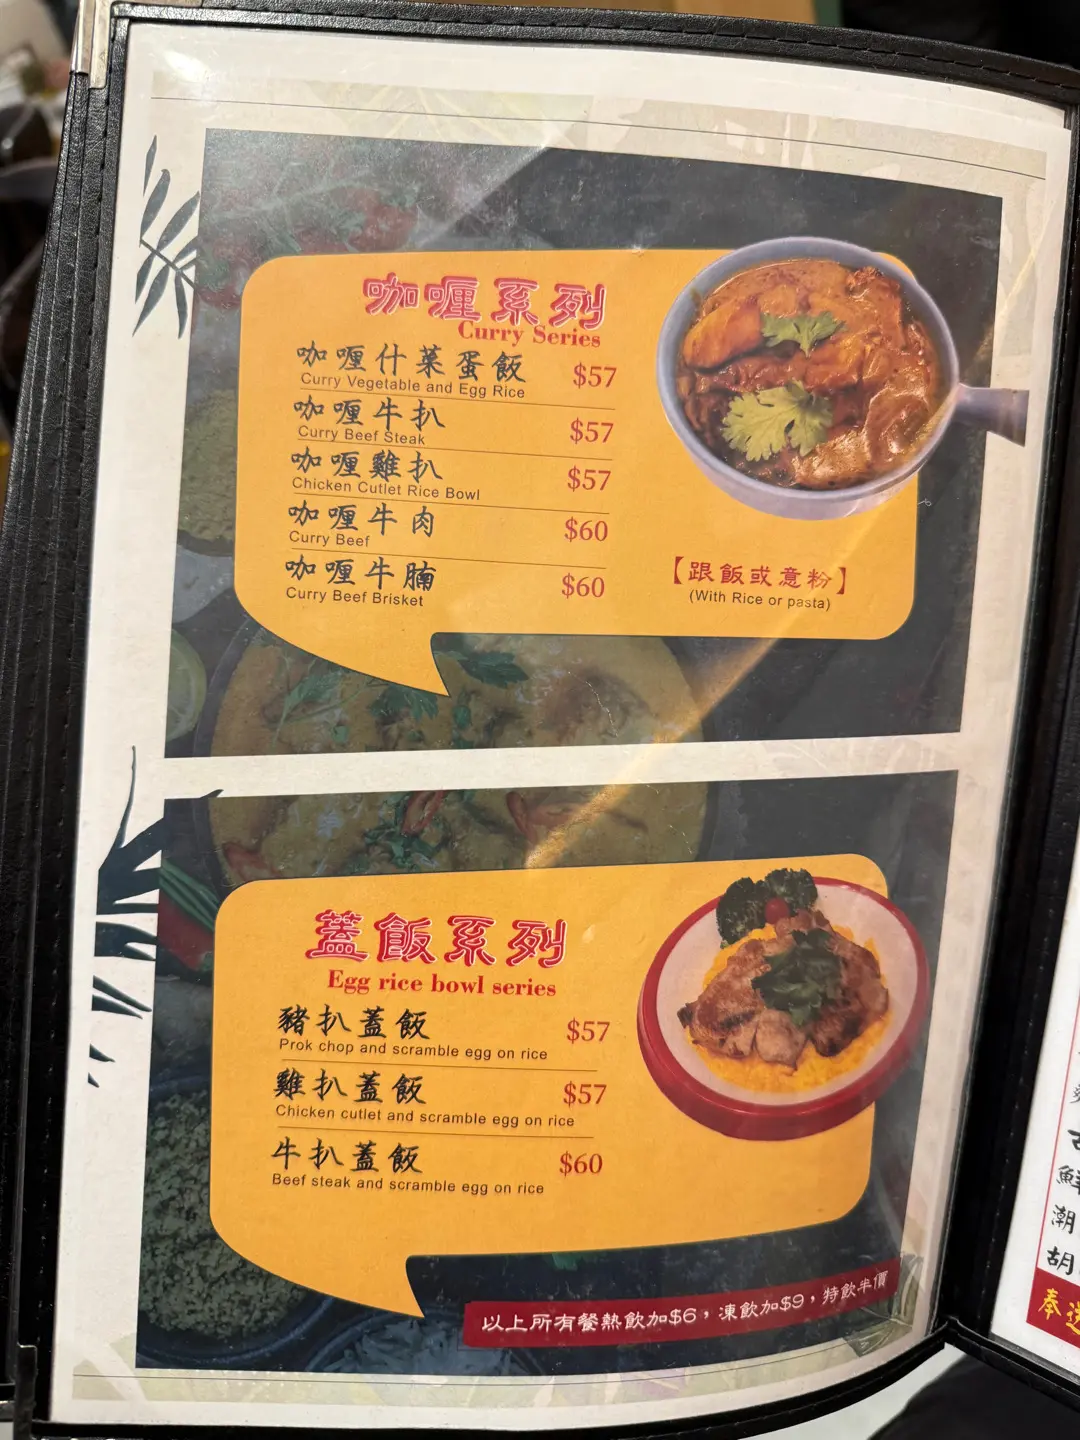 咖喱系列
Curry Series
咖喱什菜蛋飯 $57
Curry Vegetable and Egg Rice
咖喱牛扒 $57
Curry Beef Steak
咖喱雞扒 $57
Chicken Cutlet Rice Bowl
咖喱牛肉 $60
Curry Beef
咖喱牛腩 $60
Curry Beef Brisket
【跟飯或意粉】
(With Rice or pasta)
蓋飯系列
Egg rice bowl series
豬扒蓋飯 $57
Prok chop and scramble egg on rice
雞扒蓋飯 $57
Chicken cutlet and scramble egg on rice
牛扒蓋飯 $60
Beef steak and scramble egg on rice
以上所有餐熱飲加$6，凍飲加$9，特飲半價
鮮
潮
胡
奉送